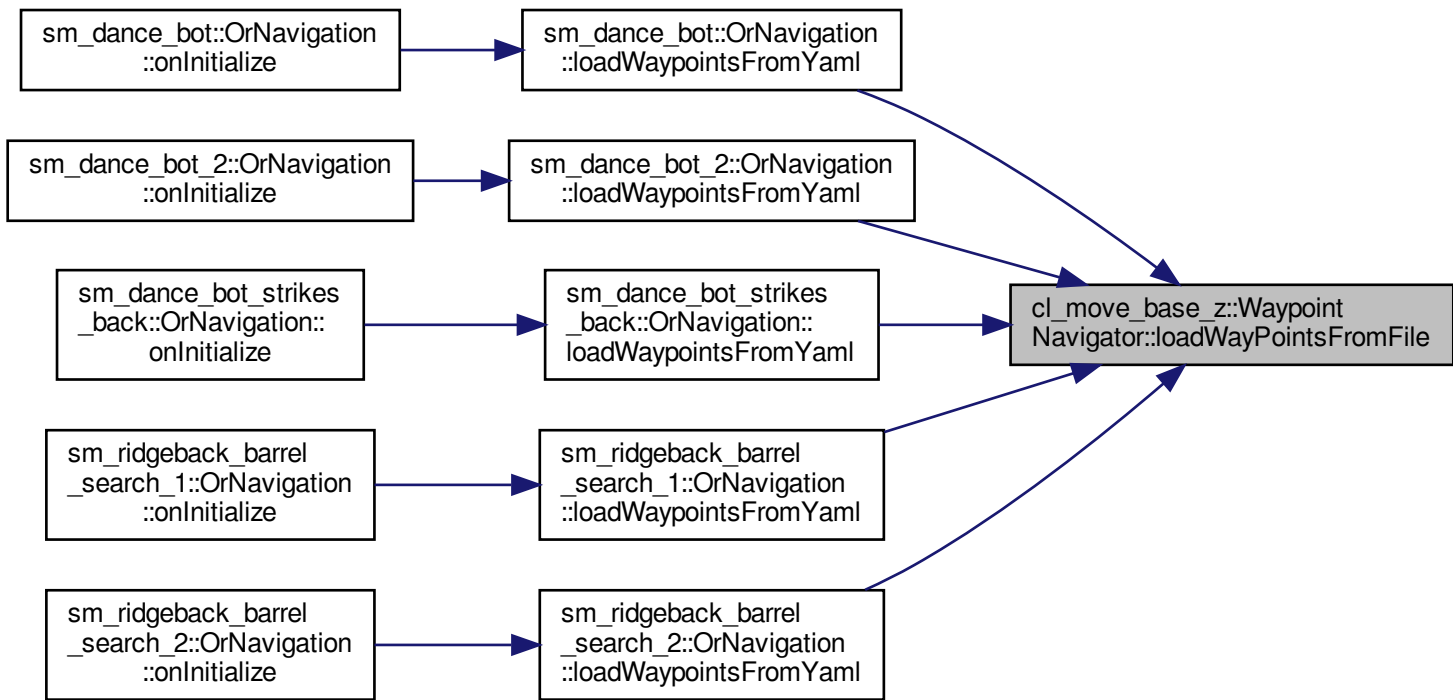 sm_dance_bot::OrNavigation
::onInitialize
sm_dance_bot::OrNavigation
::loadWaypointsFromYaml
sm_dance_bot_2::OrNavigation
::onInitialize
sm_dance_bot_2::OrNavigation
::loadWaypointsFromYaml
sm_dance_bot_strikes
_back::OrNavigation::
onInitialize
sm_dance_bot_strikes
_back::OrNavigation::
loadWaypointsFromYaml
cl_move_base_z::Waypoint
Navigator::loadWayPointsFromFile
sm_ridgeback_barrel
_search_1::OrNavigation
::onInitialize
sm_ridgeback_barrel
_search_1::OrNavigation
::loadWaypointsFromYaml
sm_ridgeback_barrel
_search_2::OrNavigation
::onInitialize
sm_ridgeback_barrel
_search_2::OrNavigation
::loadWaypointsFromYaml